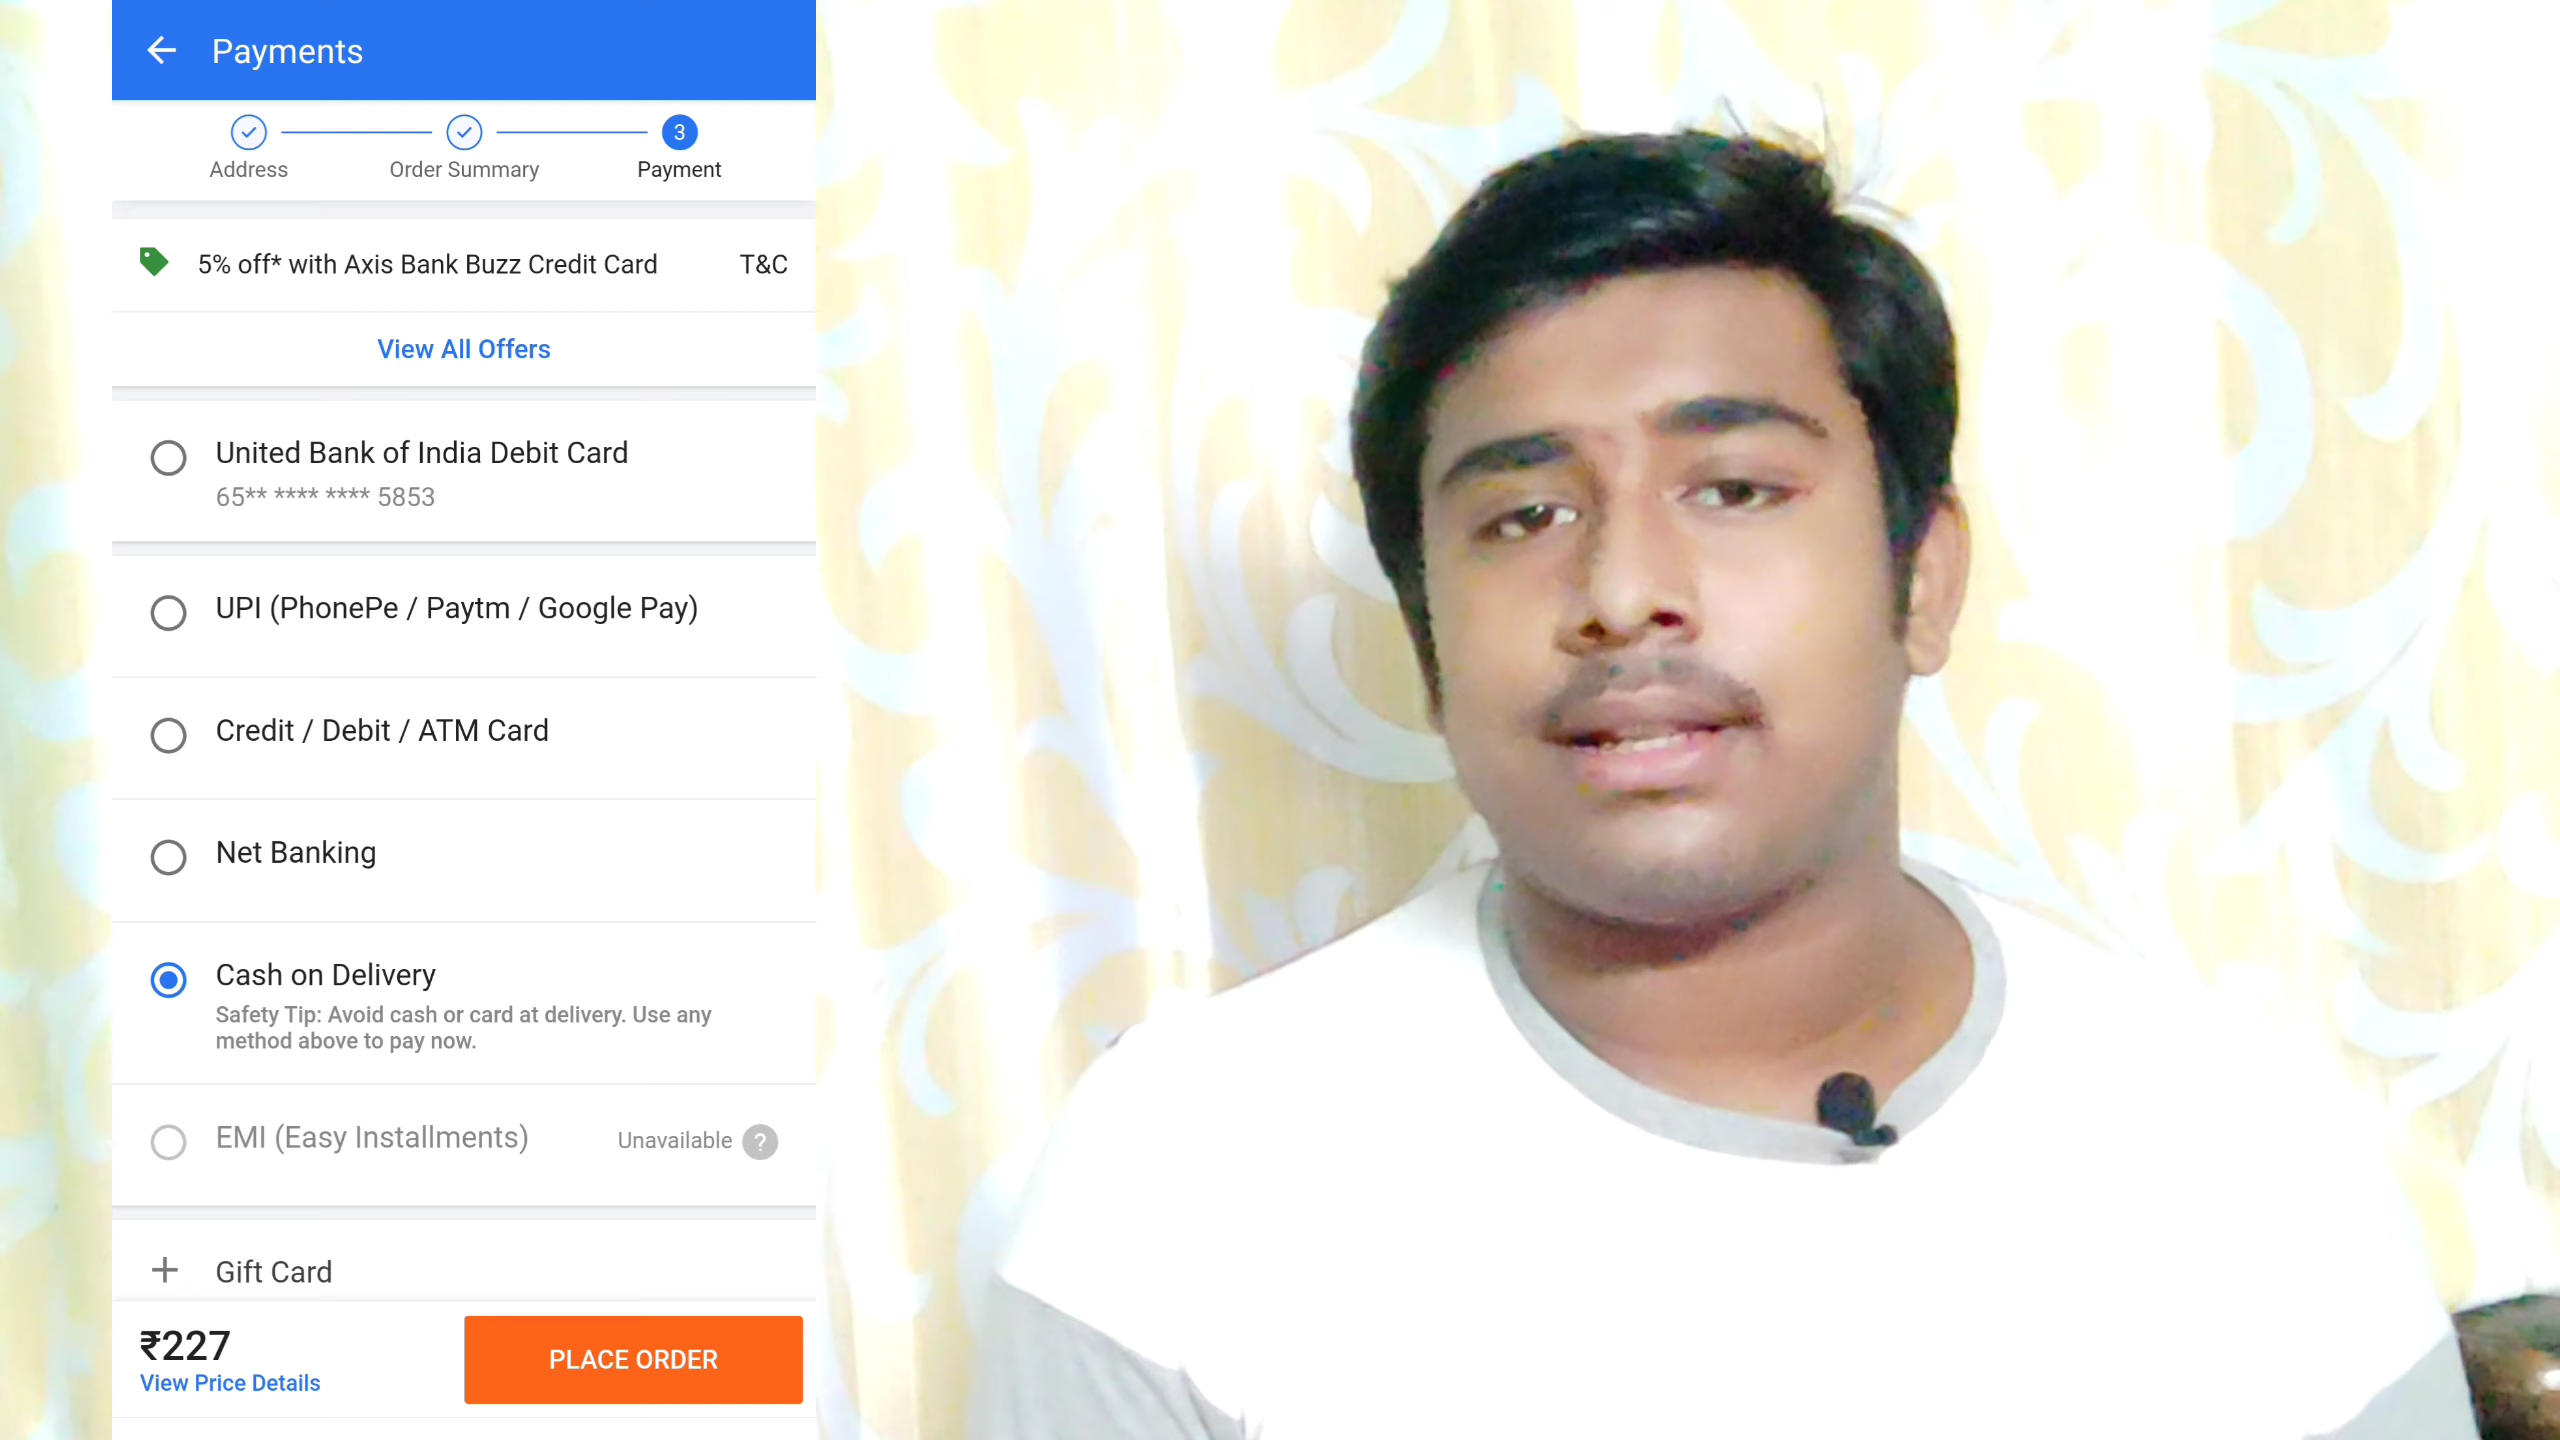 Payments
3
Address
Order Summary
Payment
5% off* with Axis Bank Buzz Credit Card
T&C
View All Offers
United Bank of India Debit Card
65** **** **** 5853
UPI (PhonePe / Paytm / Google Pay)
Credit / Debit / ATM Card
Net Banking
Cash on Delivery
Safety Tip: Avoid cash or card at delivery. Use any
method above to pay now.
EMI (Easy Installments)
Unavailable ?
+ Gift Card
₹227
View Price Details
PLACE ORDER